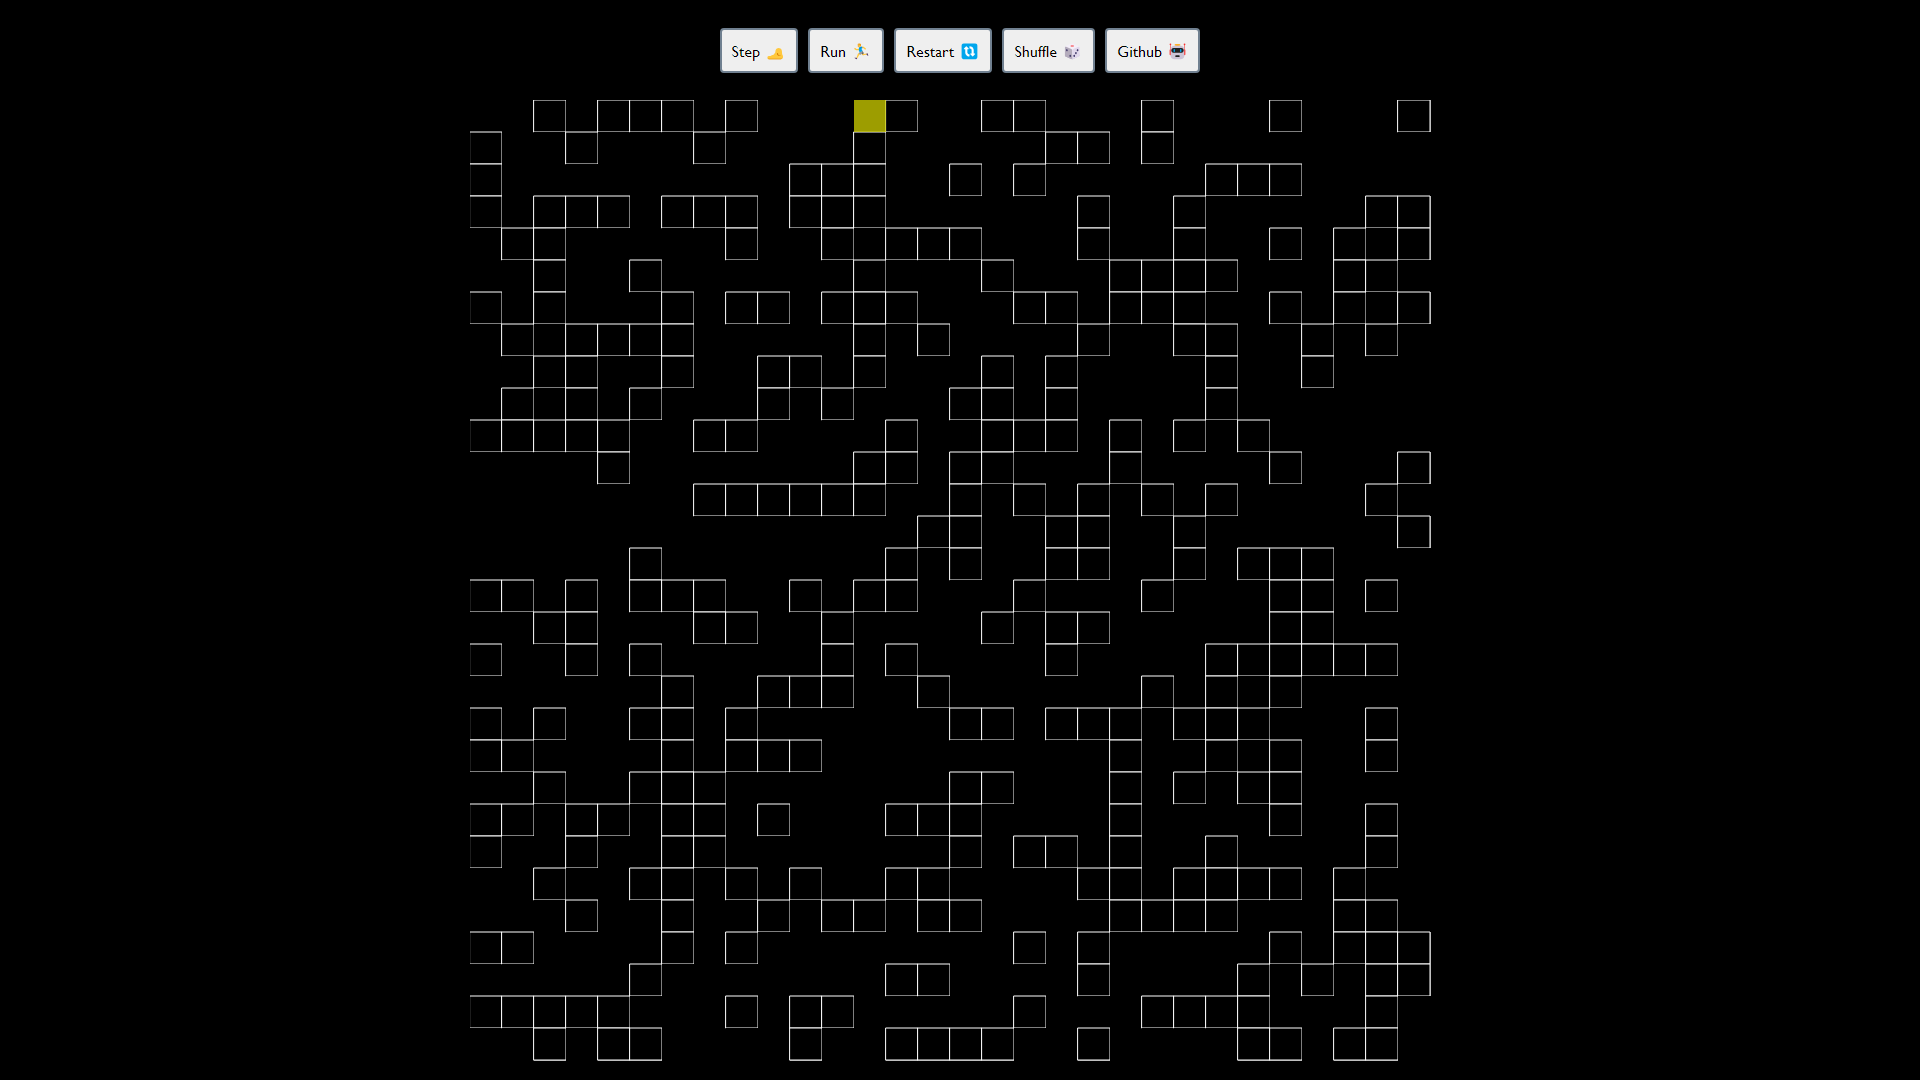 Step 🫱 Run 🏃 Restart 🔃 Shuffle 🎲 Github 🤖